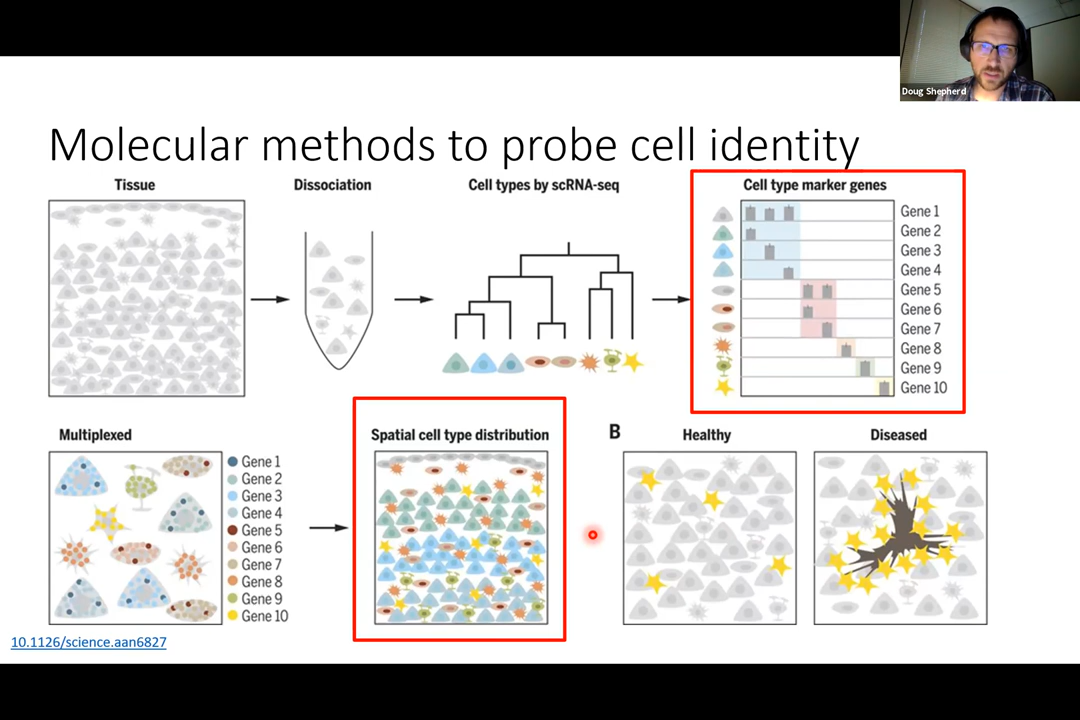 Doug Shepherd
Molecular methods to probe cell identity
Tissue
Dissociation
Cell types by scRNA-seq
Cell type marker genes
Gene 1
Gene 2
Gene 3
Gene 4
Gene 5
Gene 6
Gene 7
Gene 8
Gene 9
Gene 10
Multiplexed
Gene 1
Gene 2
Gene 3
Gene 4
Gene 5
Gene 6
Gene 7
Gene 8
Gene 9
Gene 10
Spatial cell type distribution
B
Healthy
Diseased
10.1126/science.aan6827